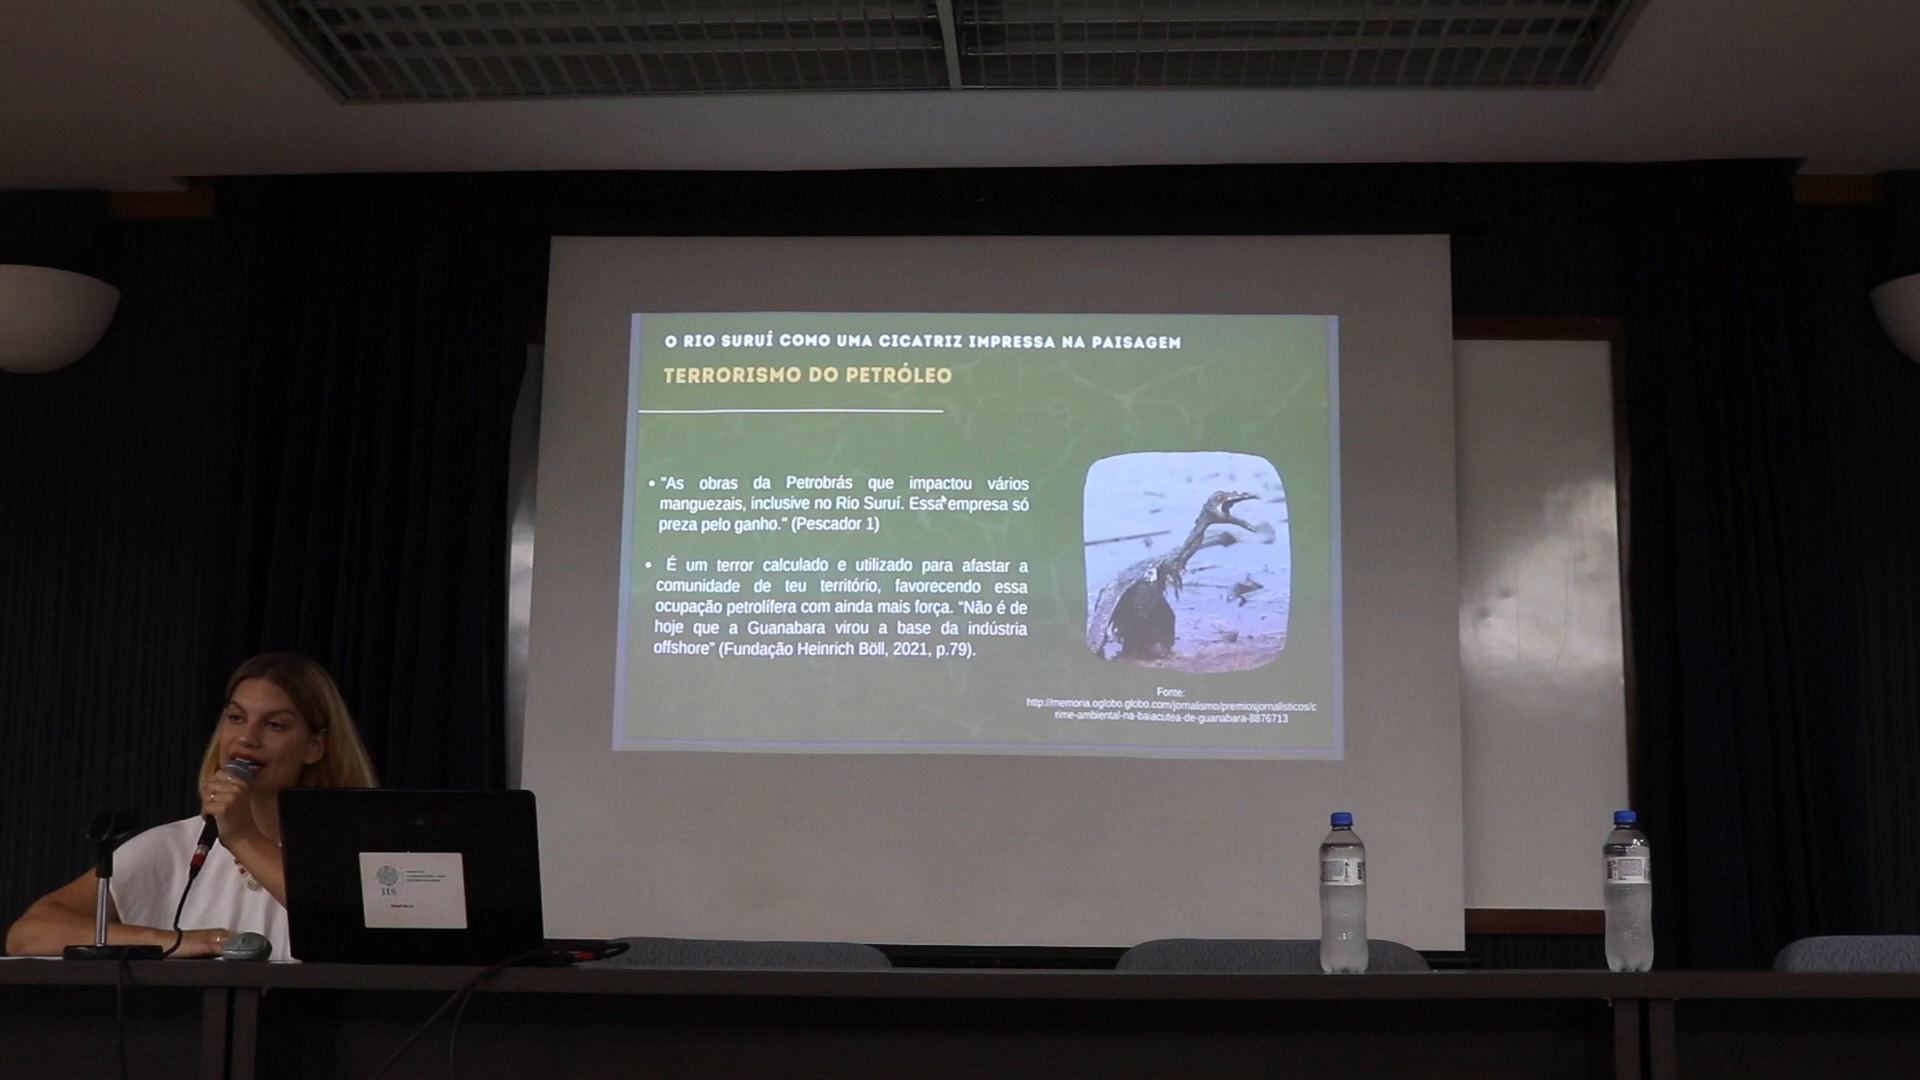 O RIO SURUÍ COMO UMA CICATRIZ IMPRESSA NA PAISAGEM
TERRORISMO DO PETRÓLEO
• "As obras da Petrobrás que impactou vários
manguezais, inclusive no Rio Suruí. Essa empresa só
preza pelo ganho." (Pescador 1)
• É um terror calculado e utilizado para afastar a
comunidade de teu território, favorecendo essa
ocupação petrolífera com ainda mais força. "Não é de
hoje que a Guanabara virou a base da indústria
offshore" (Fundação Heinrich Böll, 2021, p.79).
Fonte:
http://memoria.oglobo.globo.com/jornalismo/premiosjornalisticos/c
rime-ambiental-na-baiacutea-de-guanabara-8876713
IIS